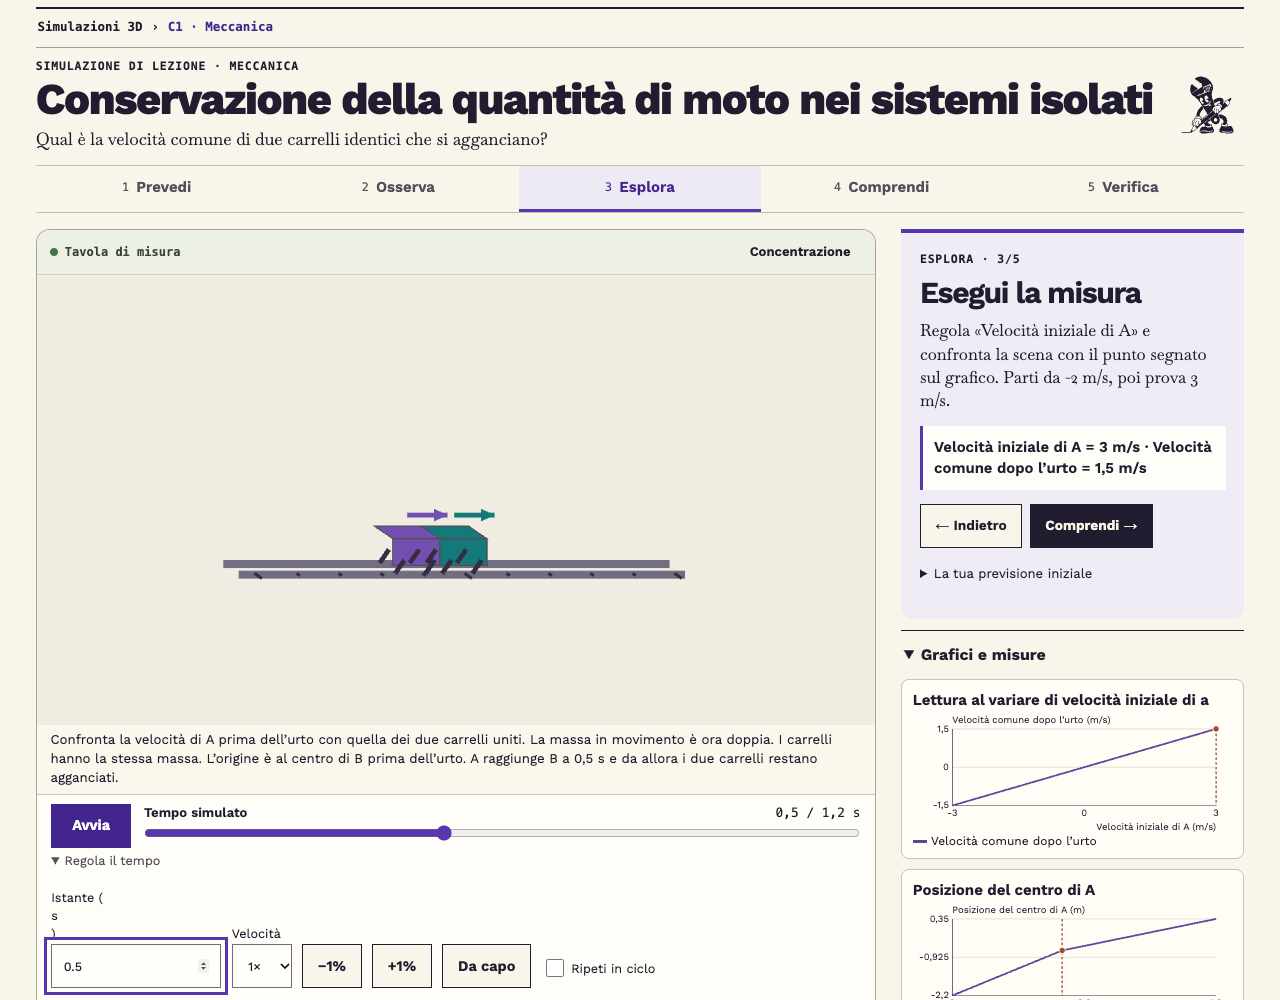 Simulazioni 3D › C1 · Meccanica
SIMULAZIONE DI LEZIONE · MECCANICA
Conservazione della quantità di moto nei sistemi isolati
Qual è la velocità comune di due carrelli identici che si agganciano?
1 Prevedi
2 Osserva
3 Esplora
4 Comprendi
5 Verifica
Tavola di misura
Concentrazione
Confronta la velocità di A prima dell’urto con quella dei due carrelli uniti. La massa in movimento è ora doppia. I carrelli
hanno la stessa massa. L’origine è al centro di B prima dell’urto. A raggiunge B a 0,5 s e da allora i due carrelli restano
agganciati.
Avvia
Tempo simulato
0,5 / 1,2 s
▼ Regola il tempo
Istante (
s
)
0.5
Velocità
1×
−1%
+1%
Da capo
Ripeti in ciclo
ESPLORA · 3/5
Esegui la misura
Regola «Velocità iniziale di A» e
confronta la scena con il punto segnato
sul grafico. Parti da -2 m/s, poi prova 3
m/s.
Velocità iniziale di A = 3 m/s · Velocità
comune dopo l’urto = 1,5 m/s
← Indietro
Comprendi →
▶ La tua previsione iniziale
▼ Grafici e misure
Lettura al variare di velocità iniziale di a
Velocità comune dopo l’urto (m/s)
1,5
0
-1,5
-3
0
3
Velocità iniziale di A (m/s)
Velocità comune dopo l’urto
Posizione del centro di A
Posizione del centro di A (m)
0,35
-0,925
-2,2